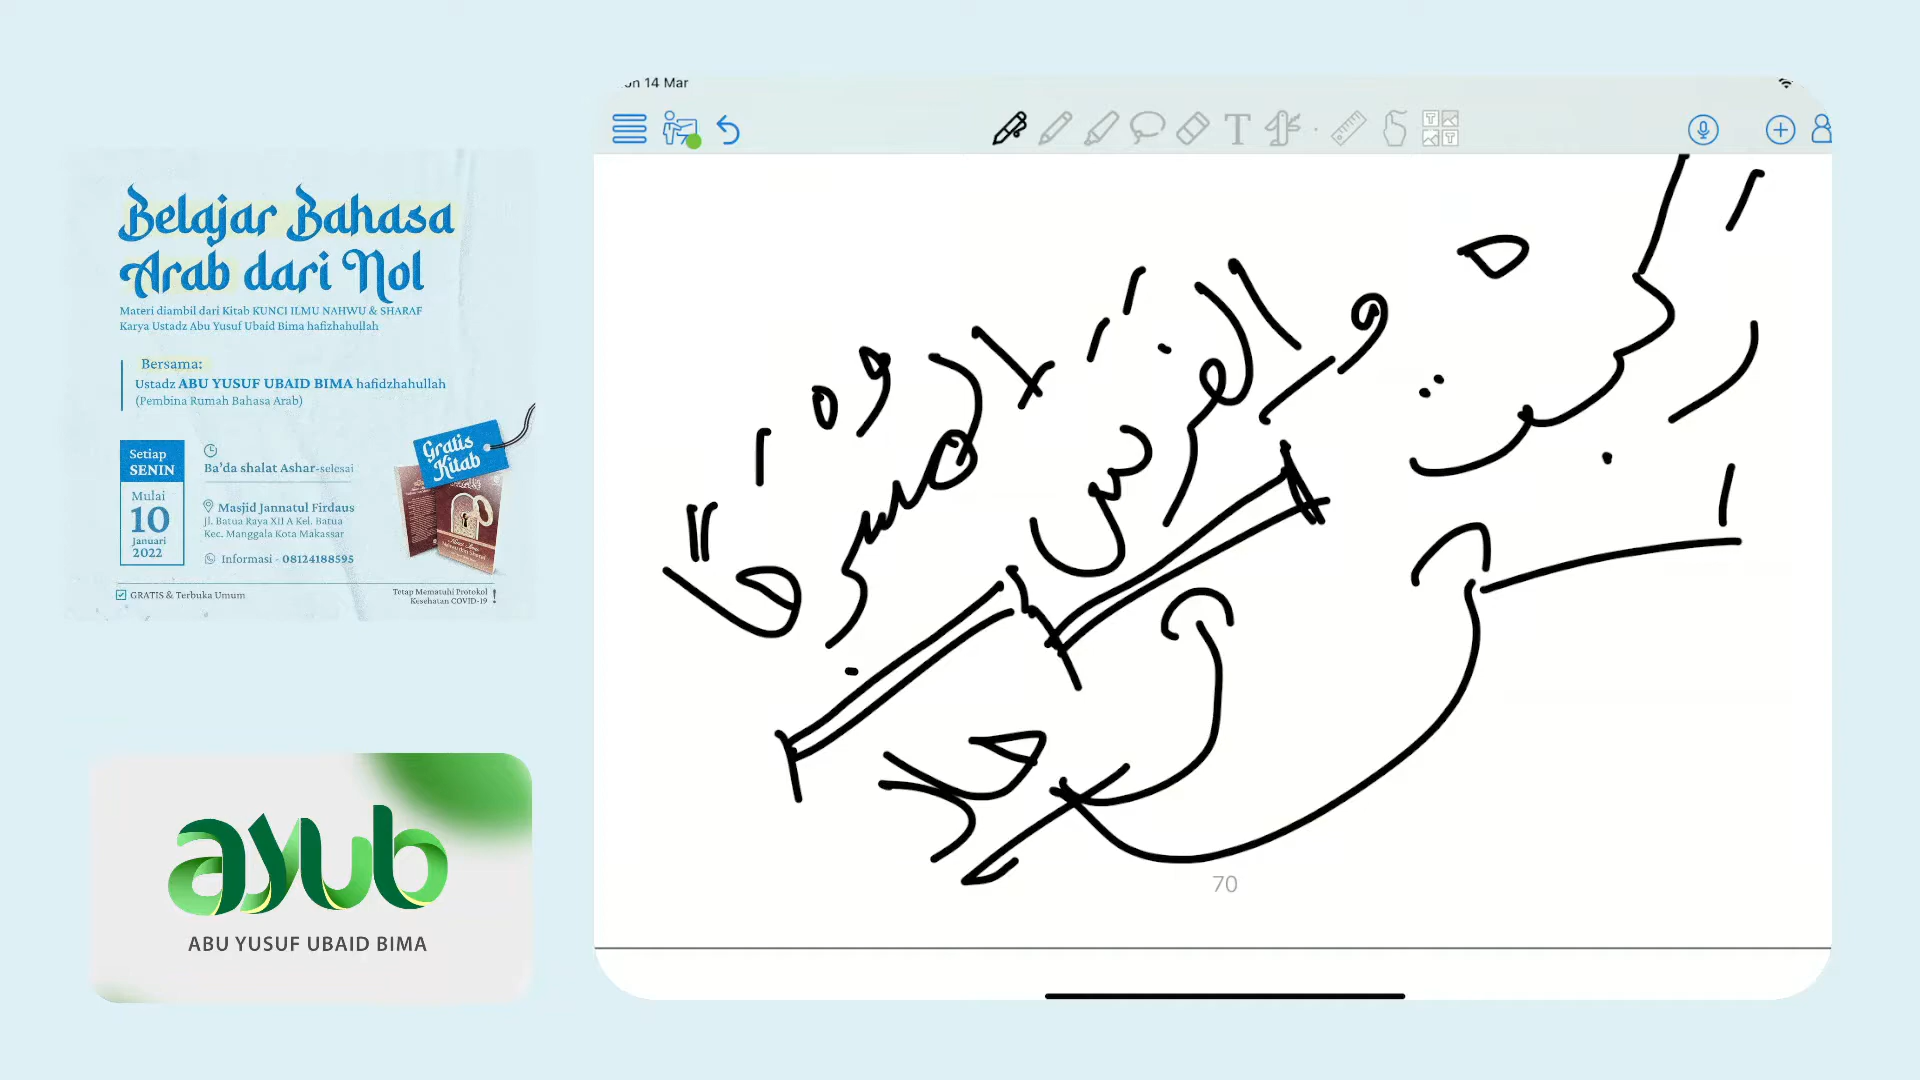 Mon 14 Mar
Belajar Bahasa
Arab dari Nol
Materi diambil dari Kitab KUNCI ILMU NAHWU & SHARAF
Karya Ustadz Abu Yusuf Ubaid Bima hafizhahullah
Bersama:
Ustadz ABU YUSUF UBAID BIMA hafidzhahullah
(Pembina Rumah Bahasa Arab)
Setiap
SENIN
Mulai
10
Januari
2022
Ba'da shalat Ashar-selesai
Masjid Jannatul Firdaus
Jl. Batua Raya XII A Kel. Batua
Kec. Manggala Kota Makassar
Informasi - 08124188595
Gratis
Kitab
GRATIS & Terbuka Umum
Tetap Mematuhi Protokol
Kesehatan COVID-19 !
ayub
ABU YUSUF UBAID BIMA
ركبت الفرس
70